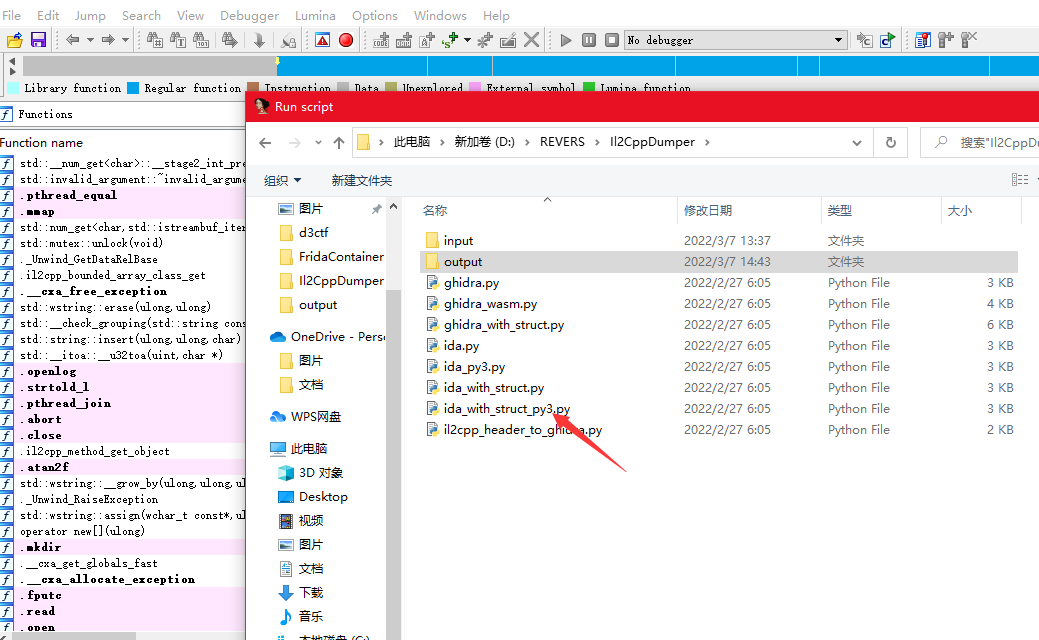 File Edit Jump Search View Debugger Lumina Options Windows Help
No debugger
Library function Regular function Instruction Data Unexplored External symbol Lumina function
Run script
Functions
此电脑 › 新加卷 (D:) › REVERS › Il2CppDumper ›
搜索"Il2CppDu
Function name
组织 新建文件夹
std::__num_get<char>::__stage2_int_pre
std::invalid_argument::~invalid_argume
.pthread_equal
.mmap
std::num_get<char,std::istreambuf_iter
std::mutex::unlock(void)
._Unwind_GetDataRelBase
.il2cpp_bounded_array_class_get
.__cxa_free_exception
std::wstring::erase(ulong,ulong)
std::__check_grouping(std::string cons
std::string::insert(ulong,ulong,char)
std::__itoa::__u32toa(uint,char *)
.openlog
.strtold_l
.pthread_join
.abort
.close
.il2cpp_method_get_object
.atan2f
std::wstring::__grow_by(ulong,ulong,ul
._Unwind_RaiseException
std::wstring::assign(wchar_t const*,ul
operator new[](ulong)
.mkdir
.__cxa_get_globals_fast
.__cxa_allocate_exception
.fputc
.read
.open
图片
d3ctf
FridaContainer
Il2CppDumper
output
OneDrive - Perso
图片
文档
WPS网盘
此电脑
3D 对象
Desktop
视频
图片
文档
下载
音乐
本地磁盘 (C:)
名称 修改日期 类型 大小
input 2022/3/7 13:37 文件夹
output 2022/3/7 14:43 文件夹
ghidra.py 2022/2/27 6:05 Python File 3 KB
ghidra_wasm.py 2022/2/27 6:05 Python File 4 KB
ghidra_with_struct.py 2022/2/27 6:05 Python File 6 KB
ida.py 2022/2/27 6:05 Python File 3 KB
ida_py3.py 2022/2/27 6:05 Python File 3 KB
ida_with_struct.py 2022/2/27 6:05 Python File 3 KB
ida_with_struct_py3.py 2022/2/27 6:05 Python File 3 KB
il2cpp_header_to_ghidra.py 2022/2/27 6:05 Python File 2 KB